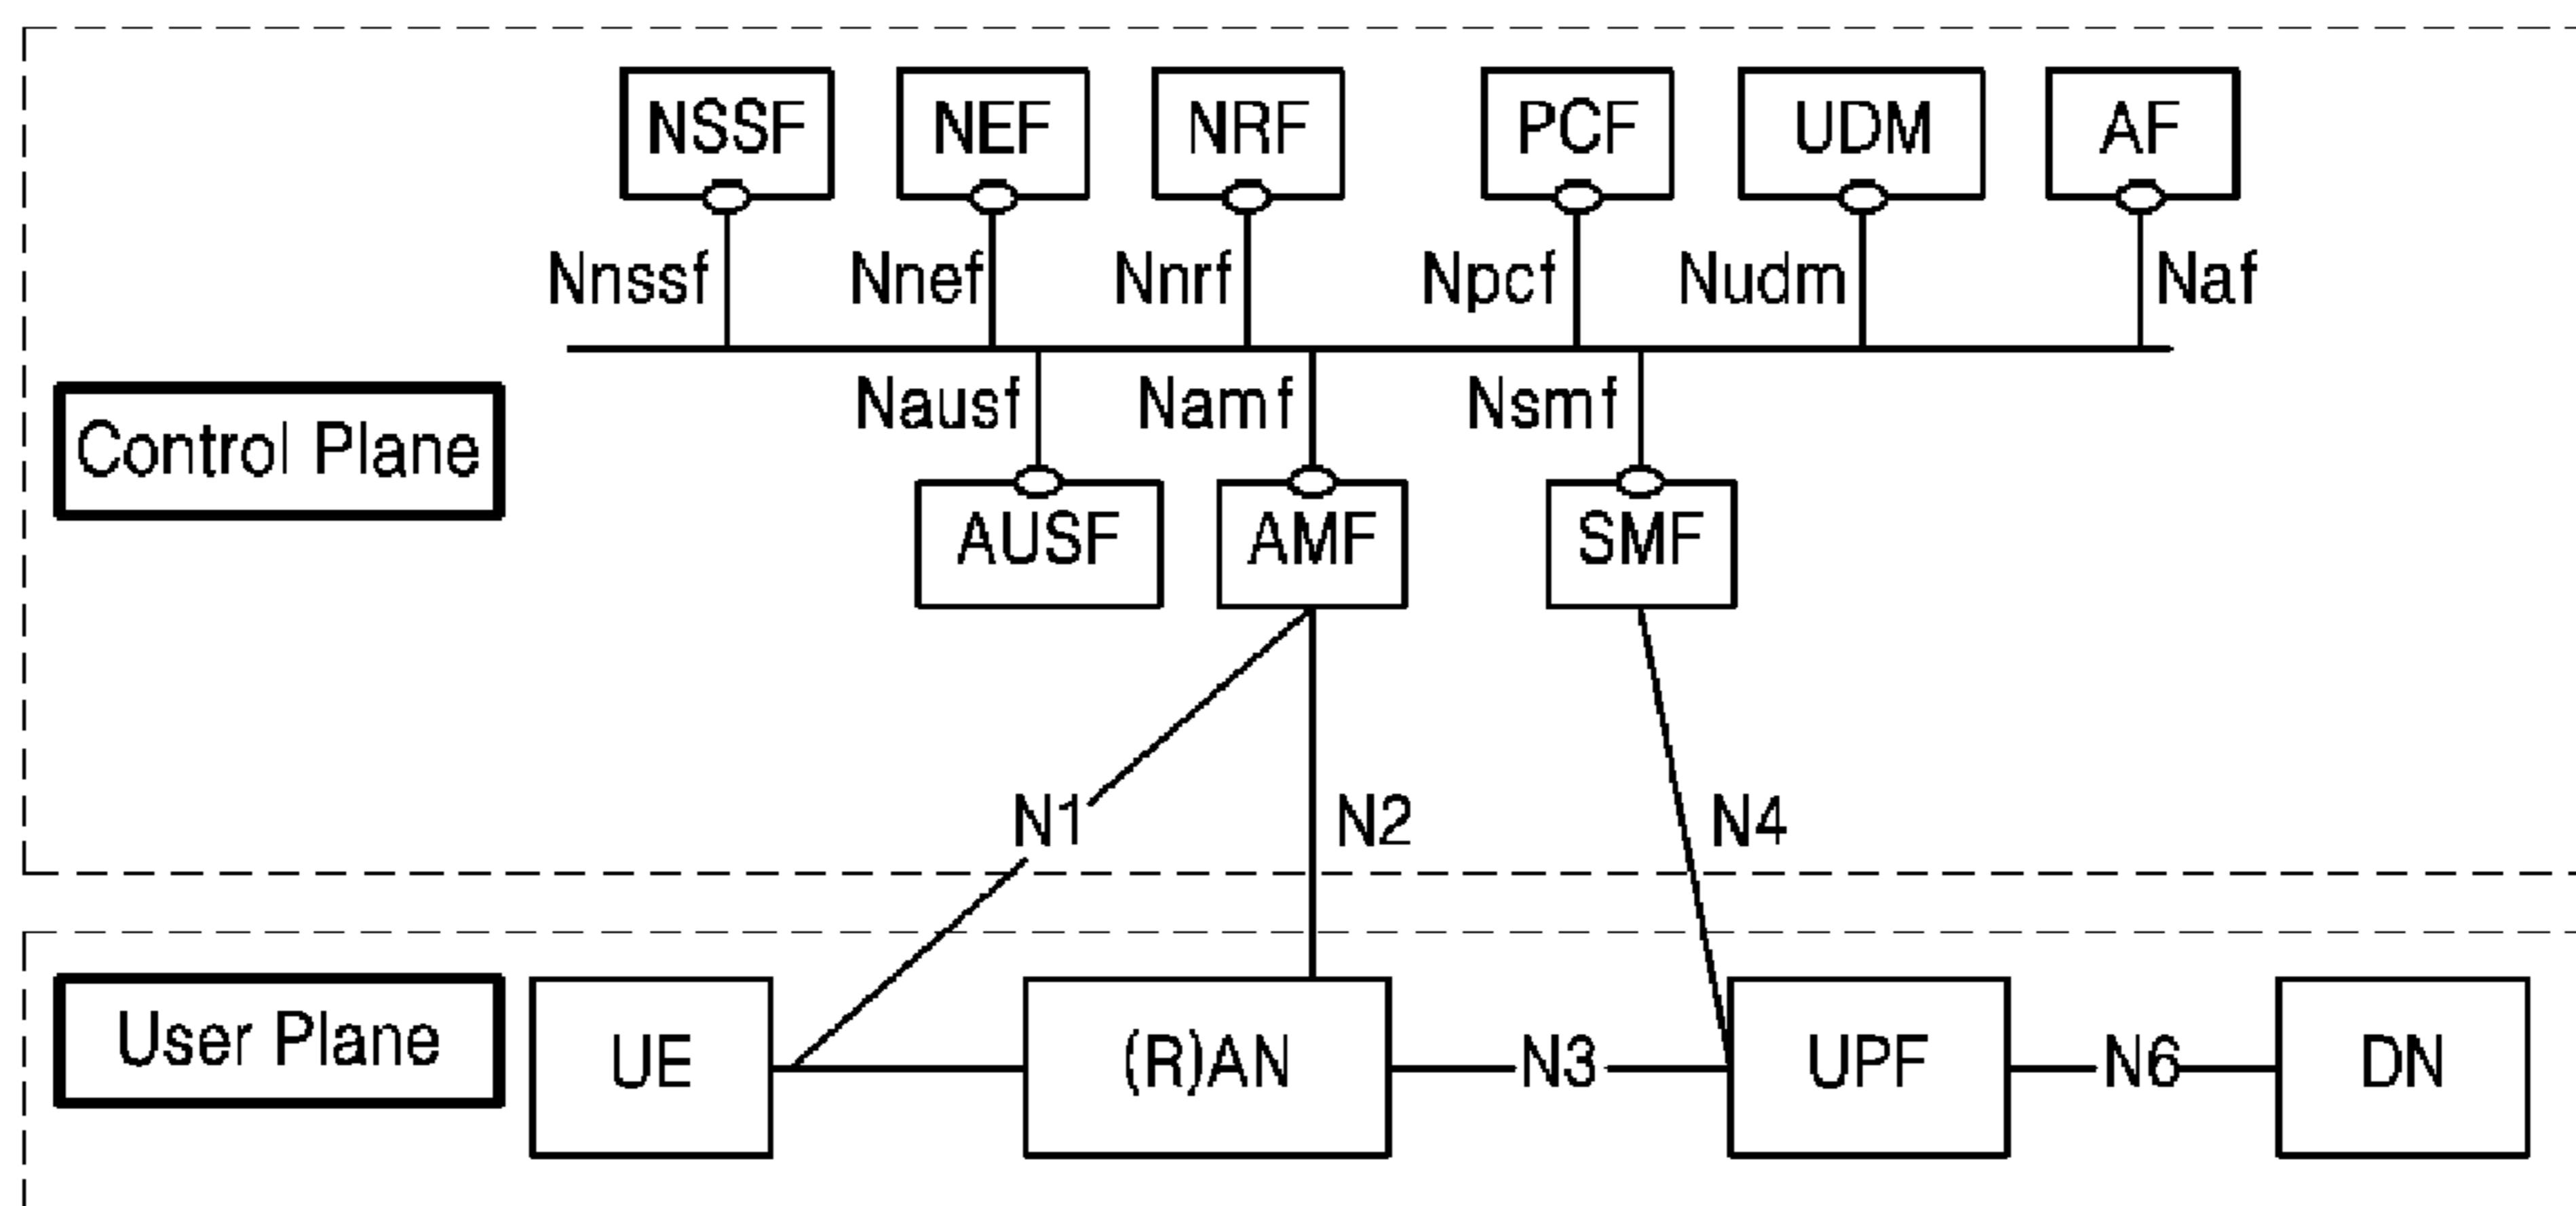 NSSF NEF NRF PCF UDM AF
Nnssf Nnef Nnrf Npcf Nudm Naf
Nausf Namf Nsmf
Control Plane
AUSF AMF SMF
N1 N2 N4
User Plane UE (R)AN N3 UPF N6 DN